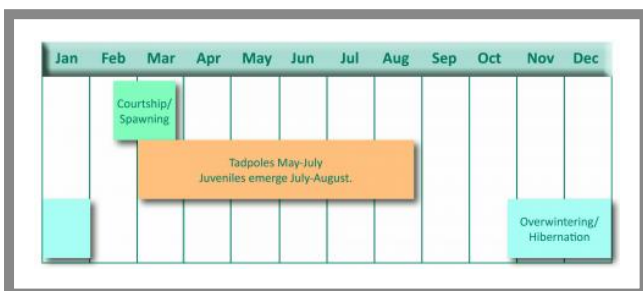 Jan Feb Mar Apr May Jun Jul Aug Sep Oct Nov Dec
Courtship/
Spawning
Tadpoles May-July
Juveniles emerge July-August.
Overwintering/
Hibernation